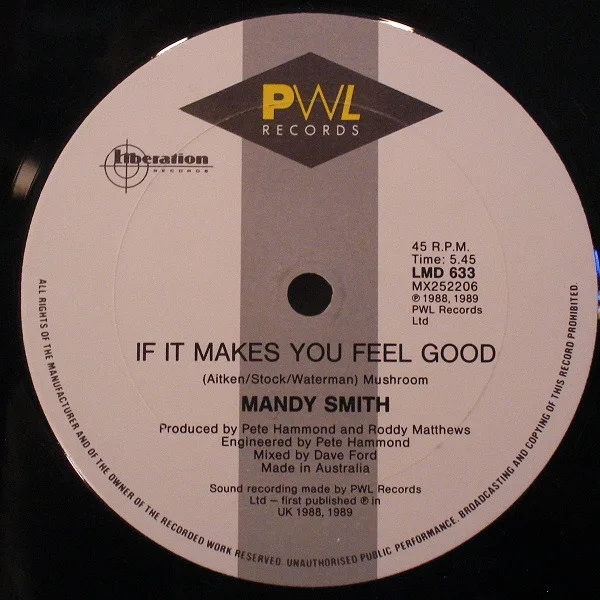 PWL
RECORDS
Liberation
RECORDS
45 R.P.M.
Time: 5.45
LMD 633
MX252206
℗ 1988, 1989
PWL Records
Ltd
IF IT MAKES YOU FEEL GOOD
(Aitken/Stock/Waterman) Mushroom
MANDY SMITH
Produced by Pete Hammond and Roddy Matthews
Engineered by Pete Hammond
Mixed by Dave Ford
Made in Australia
Sound recording made by PWL Records
Ltd – first published ℗ in
UK 1988, 1989
ALL RIGHTS OF THE MANUFACTURER AND OF THE OWNER OF THE RECORDED WORK RESERVED. UNAUTHORISED PUBLIC PERFORMANCE, BROADCASTING AND COPYING OF THIS RECORD PROHIBITED